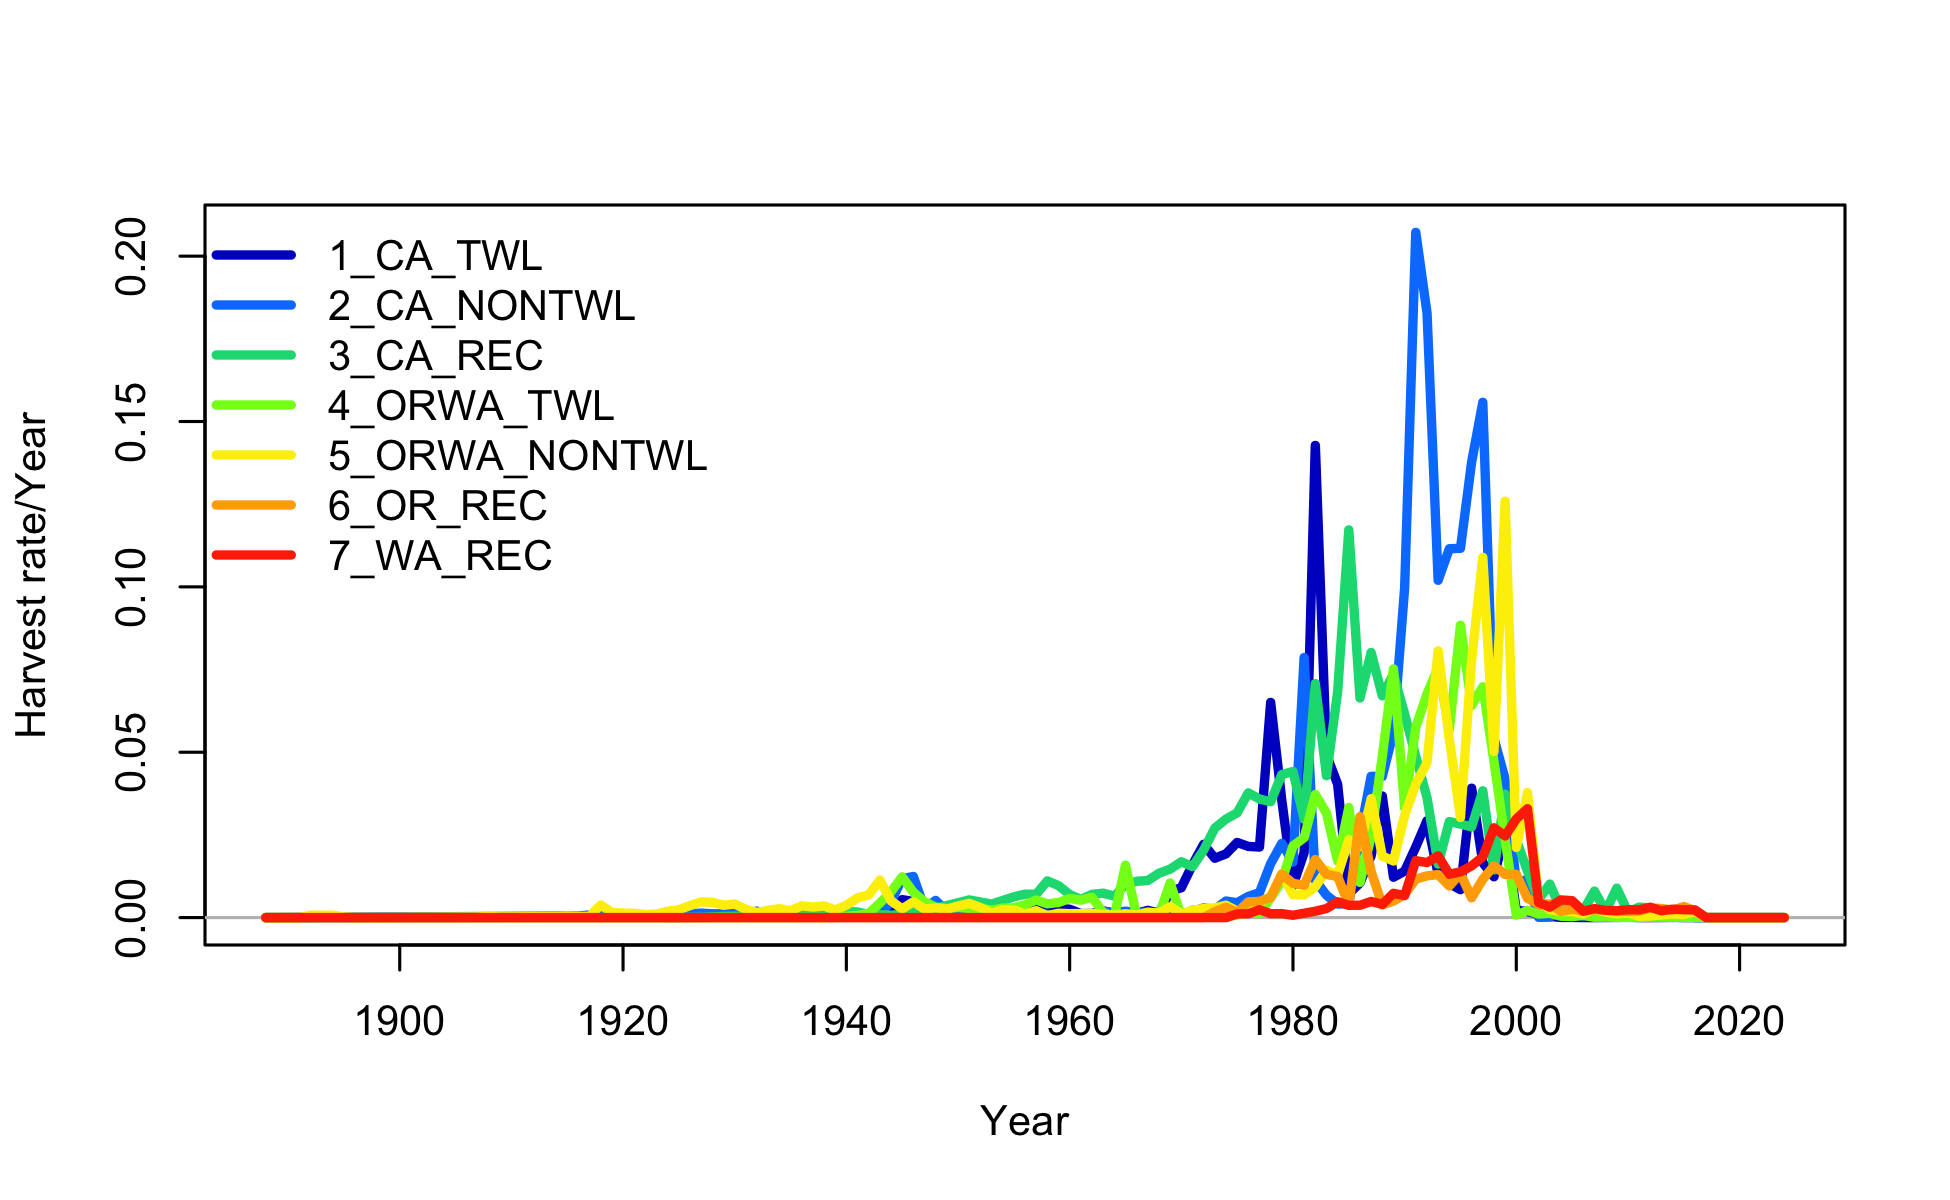 1_CA_TWL
2_CA_NONTWL
3_CA_REC
4_ORWA_TWL
5_ORWA_NONTWL
6_OR_REC
7_WA_REC
Harvest rate/Year
0.20
0.15
0.10
0.05
0.00
1900 1920 1940 1960 1980 2000 2020
Year